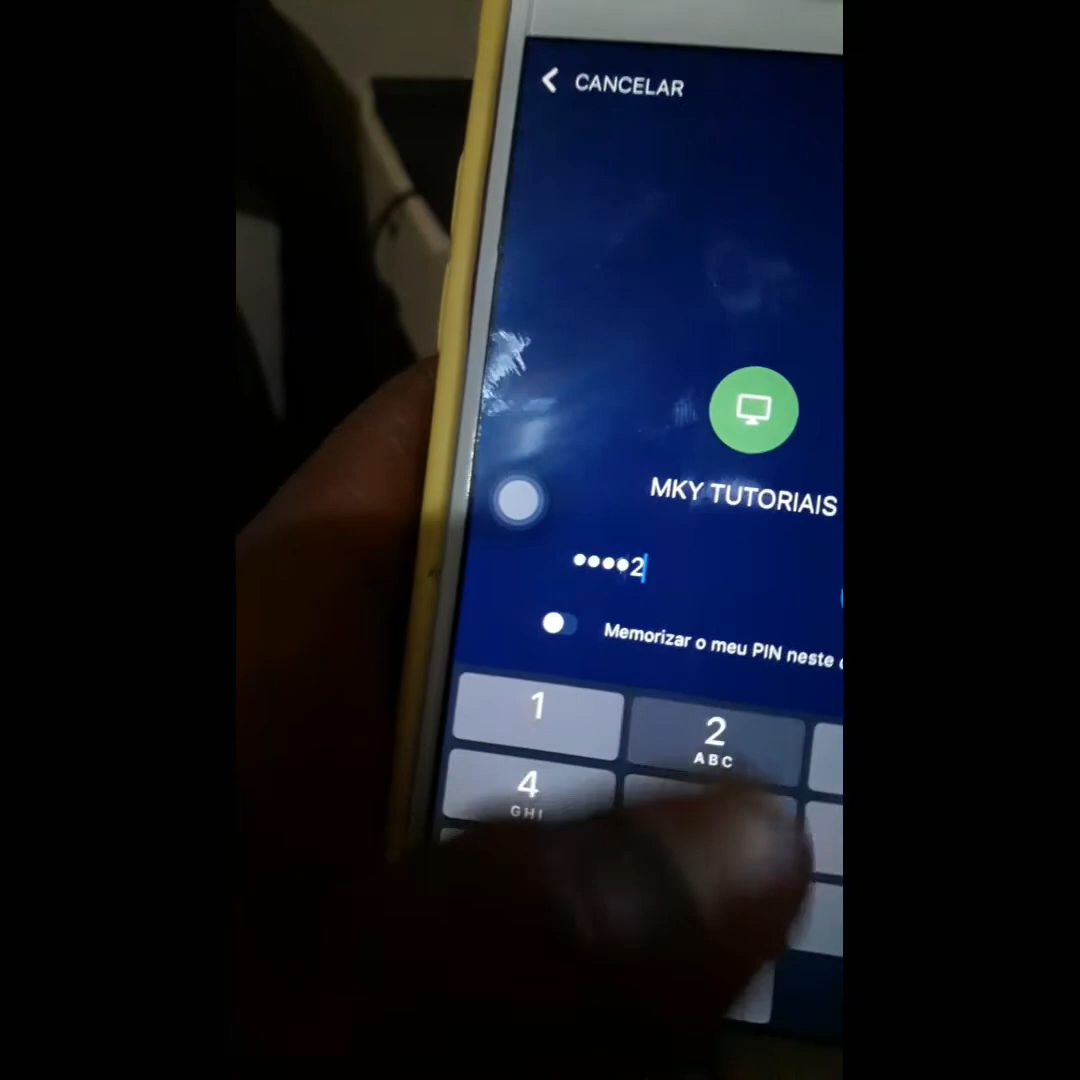 CANCELAR
MKY TUTORIAIS
••••2
Memorizar o meu PIN neste
1
2
ABC
4
GHI